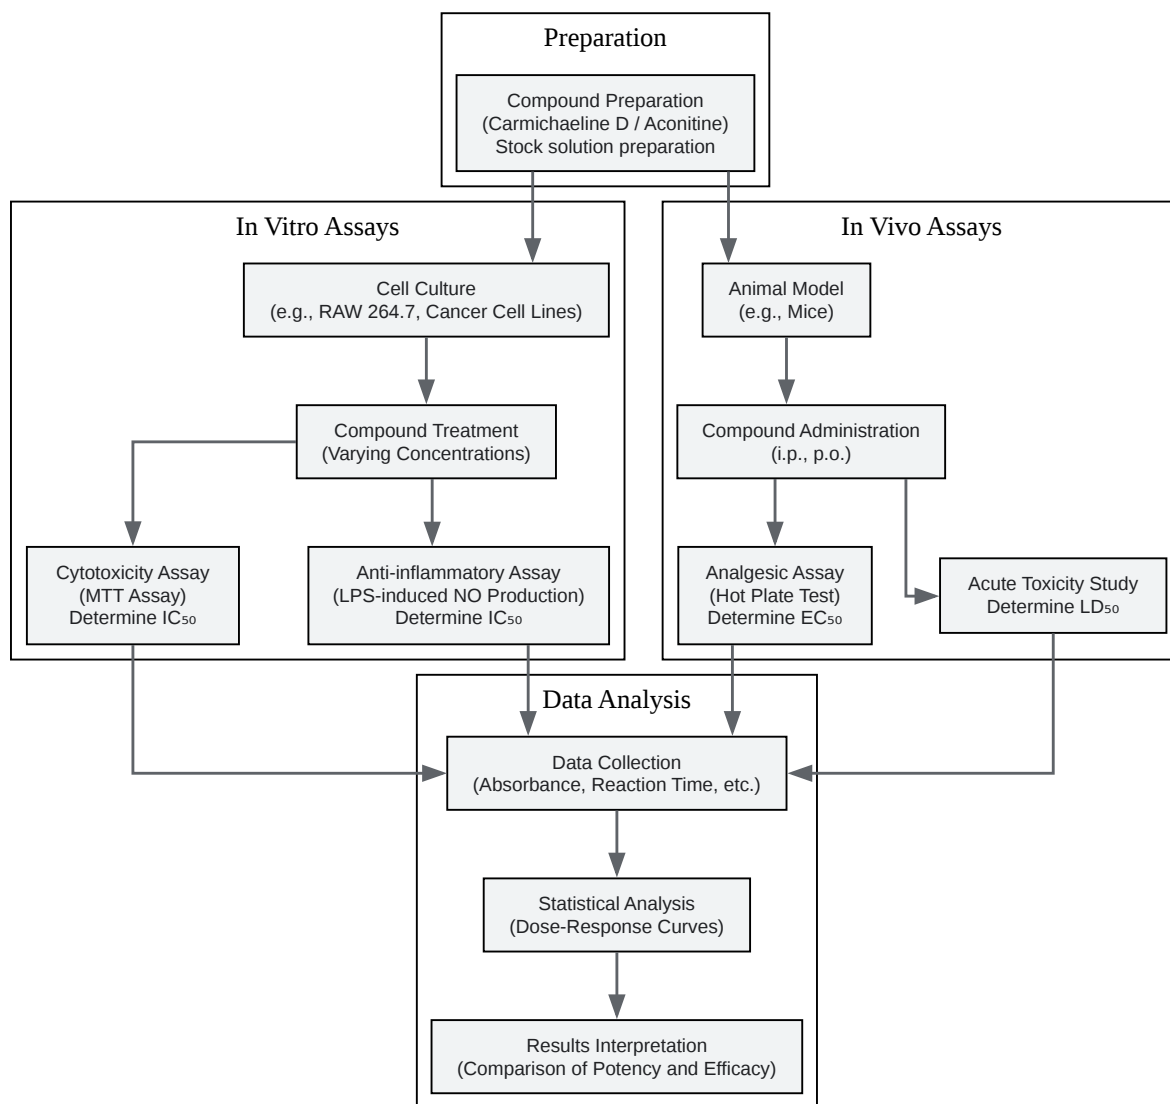 Preparation
Compound Preparation
(Carmichaeline D / Aconitine)
Stock solution preparation
In Vitro Assays
In Vivo Assays
Cell Culture
(e.g., RAW 264.7, Cancer Cell Lines)
Animal Model
(e.g., Mice)
Compound Treatment
(Varying Concentrations)
Compound Administration
(i.p., p.o.)
Cytotoxicity Assay
(MTT Assay)
Determine IC₅₀
Anti-inflammatory Assay
(LPS-induced NO Production)
Determine IC₅₀
Analgesic Assay
(Hot Plate Test)
Determine EC₅₀
Acute Toxicity Study
Determine LD₅₀
Data Analysis
Data Collection
(Absorbance, Reaction Time, etc.)
Statistical Analysis
(Dose-Response Curves)
Results Interpretation
(Comparison of Potency and Efficacy)